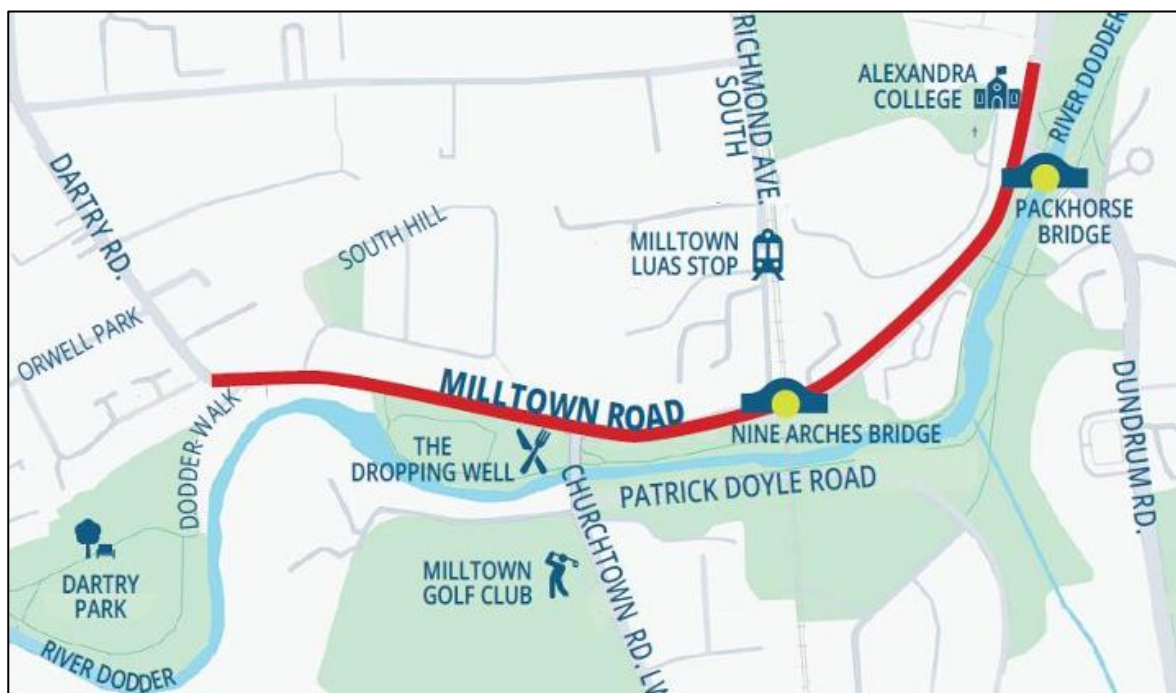 RICHMOND AVE.
SOUTH
ALEXANDRA
COLLEGE
RIVER DODDER
DARTRY RD.
SOUTH HILL
MILLTOWN
LUAS STOP
PACKHORSE
BRIDGE
ORWELL PARK
MILLTOWN ROAD
DODDER WALK
THE
DROPPING WELL
NINE ARCHES BRIDGE
PATRICK DOYLE ROAD
DUNDRUM RD.
CHURCHTOWN RD. LW
DARTRY
PARK
MILLTOWN
GOLF CLUB
RIVER DODDER